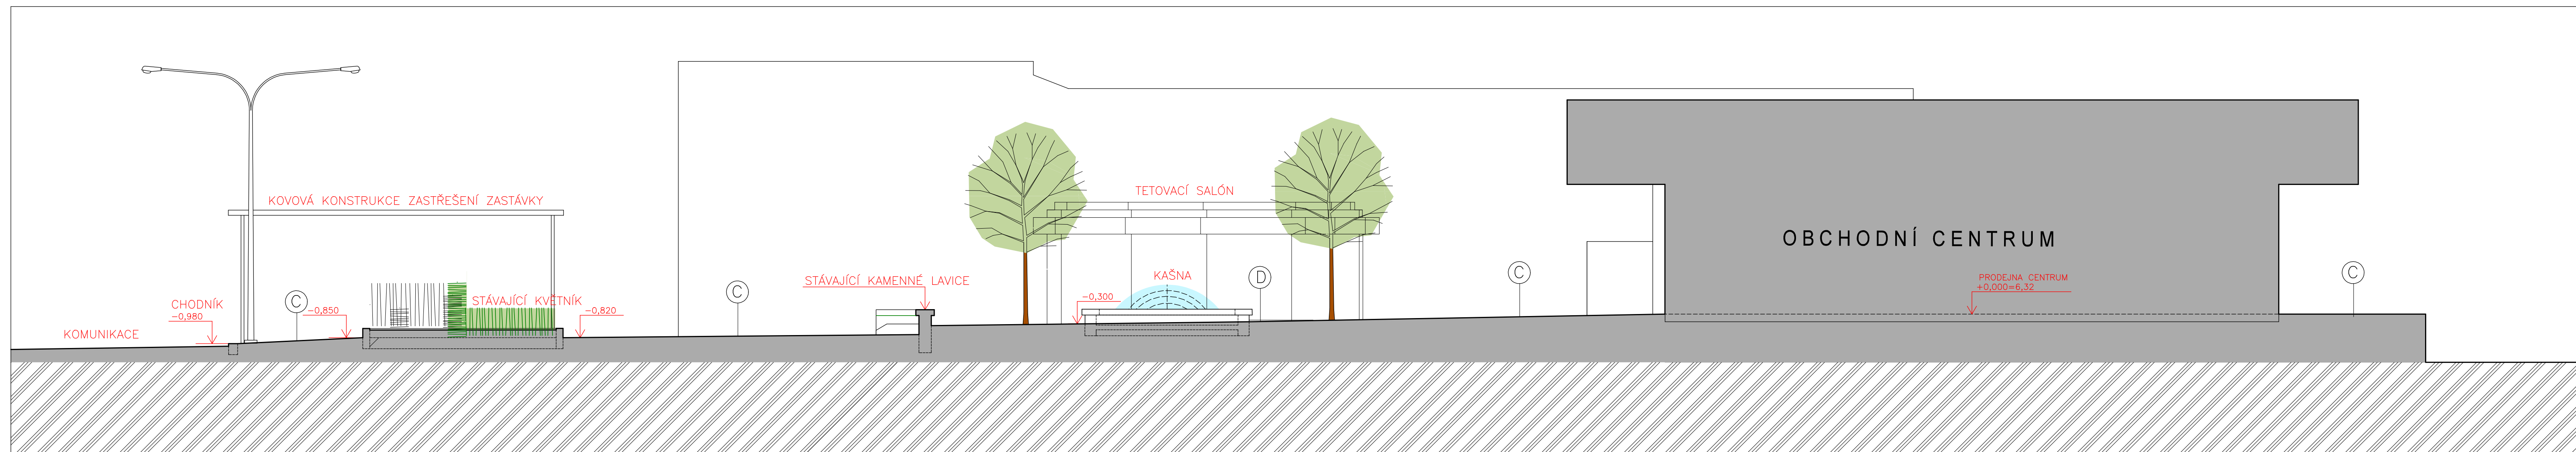 KOMUNIKACE
CHODNÍK
-0,980
KOVOVÁ KONSTRUKCE ZASTŘEŠENÍ ZASTÁVKY
C
-0,850
STÁVAJÍCÍ KVĚTNÍK
-0,820
C
STÁVAJÍCÍ KAMENNÉ LAVICE
TETOVACÍ SALÓN
-0,300
KAŠNA
D
C
OBCHODNÍ CENTRUM
PRODEJNA CENTRUM
+0,000=6,32
C